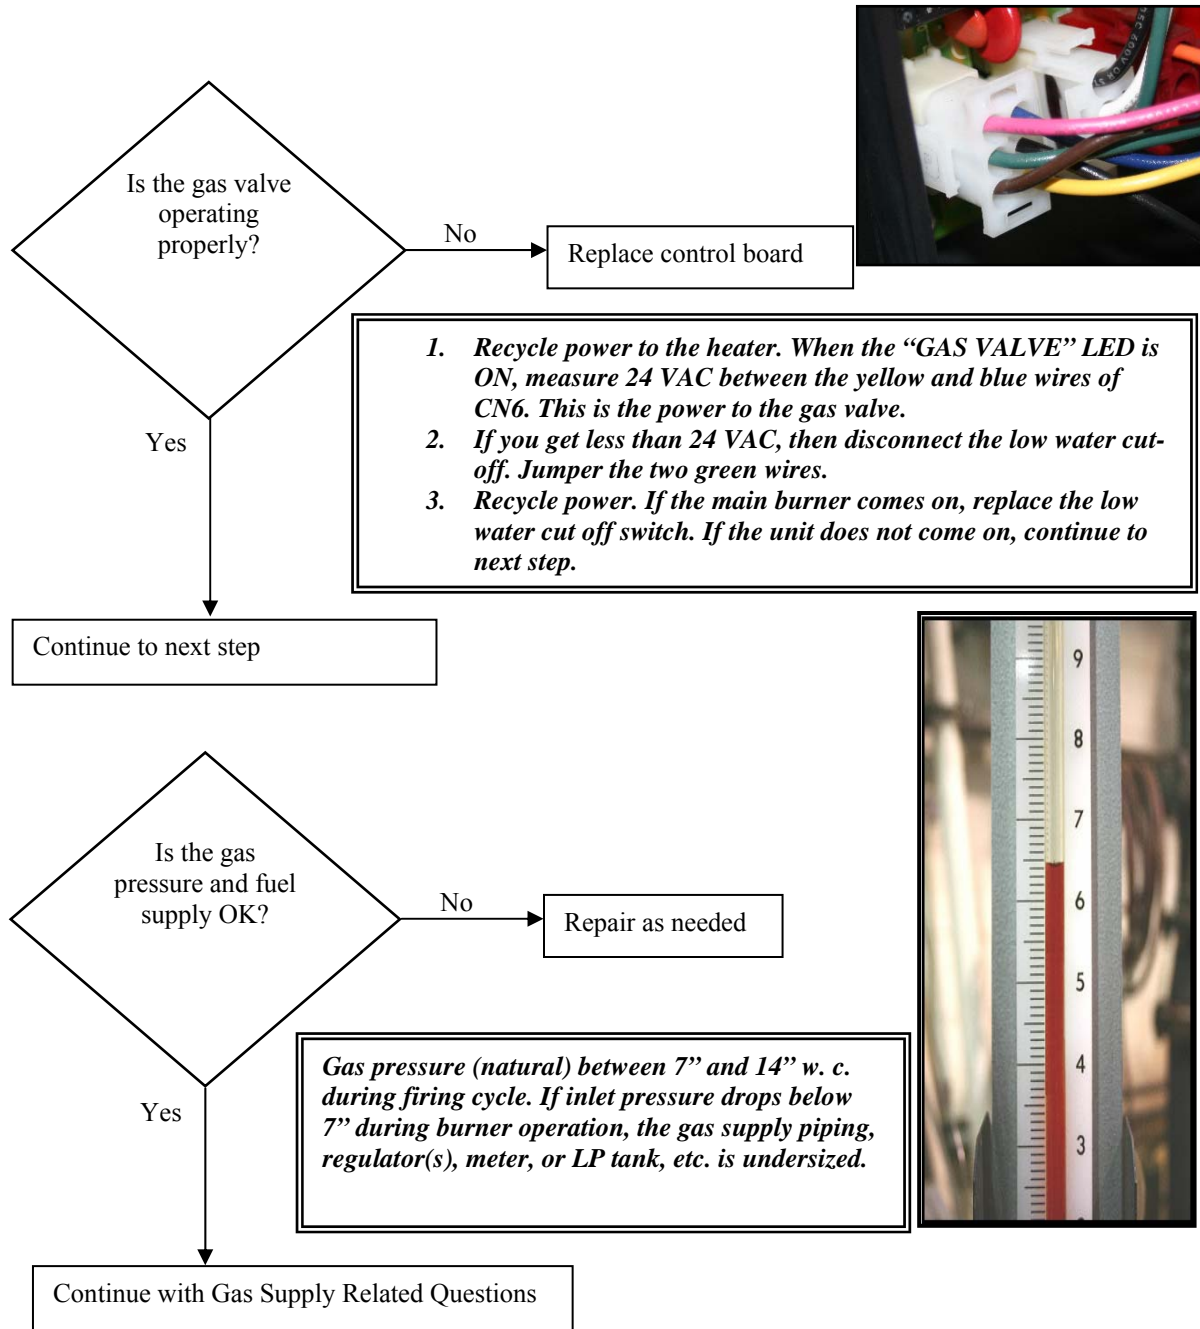 Is the gas valve
operating
properly?
No
Replace control board
1. Recycle power to the heater. When the “GAS VALVE” LED is
ON, measure 24 VAC between the yellow and blue wires of
CN6. This is the power to the gas valve.
2. If you get less than 24 VAC, then disconnect the low water cut-
off. Jumper the two green wires.
3. Recycle power. If the main burner comes on, replace the low
water cut off switch. If the unit does not come on, continue to
next step.
Yes
Continue to next step
Is the gas
pressure and fuel
supply OK?
No
Repair as needed
Gas pressure (natural) between 7” and 14” w. c.
during firing cycle. If inlet pressure drops below
7” during burner operation, the gas supply piping,
regulator(s), meter, or LP tank, etc. is undersized.
Yes
Continue with Gas Supply Related Questions
9
8
7
6
5
4
3